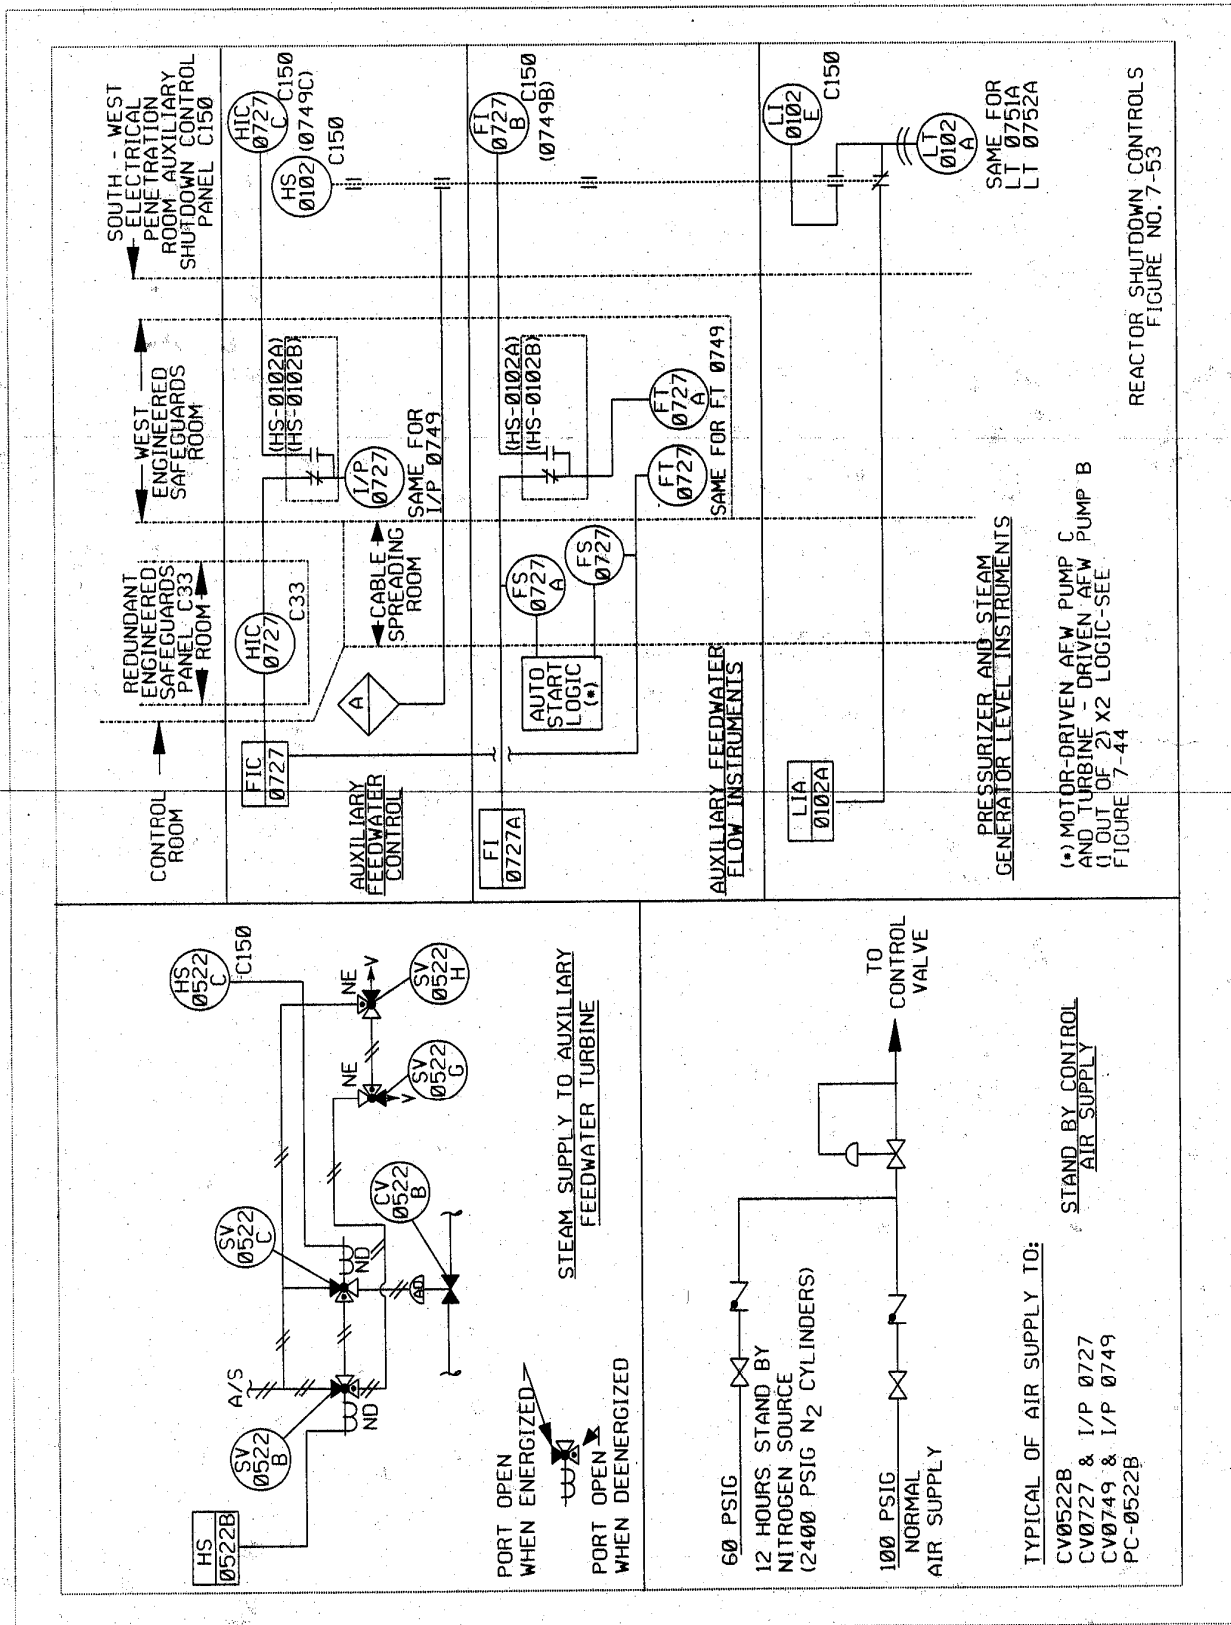 HS
0522B
SV
0522
B
A/S
ND
SV
0522
C
ND
HS
0522
C
C150
CV
0522
B
AO
NE
SV
0522
G
V
NE
V
SV
0522
H
PORT OPEN
WHEN ENERGIZED
PORT OPEN
WHEN DEENERGIZED
STEAM SUPPLY TO AUXILIARY
FEEDWATER TURBINE
60 PSIG
12 HOURS STAND BY
NITROGEN SOURCE
(2400 PSIG N2 CYLINDERS)
100 PSIG
NORMAL
AIR SUPPLY
TO
CONTROL
VALVE
TYPICAL OF AIR SUPPLY TO:
CV0522B
CV0727 & I/P 0727
CV0749 & I/P 0749
PC-0522B
STAND BY CONTROL
AIR SUPPLY
CONTROL
ROOM
REDUNDANT
ENGINEERED
SAFEGUARDS
PANEL C33
ROOM
WEST
ENGINEERED
SAFEGUARDS
ROOM
SOUTH-WEST
ELECTRICAL
PENETRATION
ROOM AUXILIARY
SHUTDOWN CONTROL
PANEL C150
FIC
0727
HIC
0727
C33
(HS-0102A)
(HS-0102B)
I/P
0727
SAME FOR
I/P 0749
HIC
0727
C
C150
(0749C)
HS
0102
C150
A
CABLE
SPREADING
ROOM
AUXILIARY
FEEDWATER
CONTROL
FI
0727A
FS
0727
A
FS
0727
AUTO
START
LOGIC
(*)
(HS-0102A)
(HS-0102B)
FT
0727
A
FT
0727
SAME FOR FT 0749
FI
0727
B
C150
(0749B)
AUXILIARY FEEDWATER
FLOW INSTRUMENTS
LIA
0102A
LI
0102
E
C150
LT
0102
A
SAME FOR
LT 0751A
LT 0752A
PRESSURIZER AND STEAM
GENERATOR LEVEL INSTRUMENTS
(*) MOTOR-DRIVEN AFW PUMP C
AND TURBINE - DRIVEN AFW PUMP B
(1 OUT OF 2) X2 LOGIC-SEE
FIGURE 7-44
REACTOR SHUTDOWN CONTROLS
FIGURE NO. 7-53